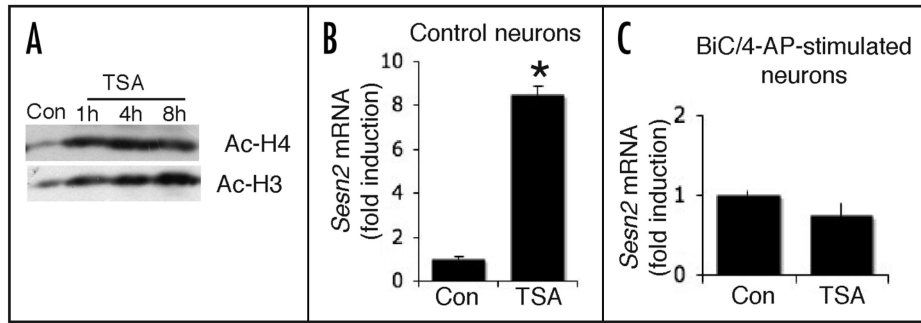 A
TSA
Con 1h 4h 8h
Ac-H4
Ac-H3
B
Control neurons
*
Sesn2 mRNA
(fold induction)
10
8
6
4
2
0
Con TSA
C
BiC/4-AP-stimulated
neurons
Sesn2 mRNA
(fold induction)
2
1
0
Con TSA